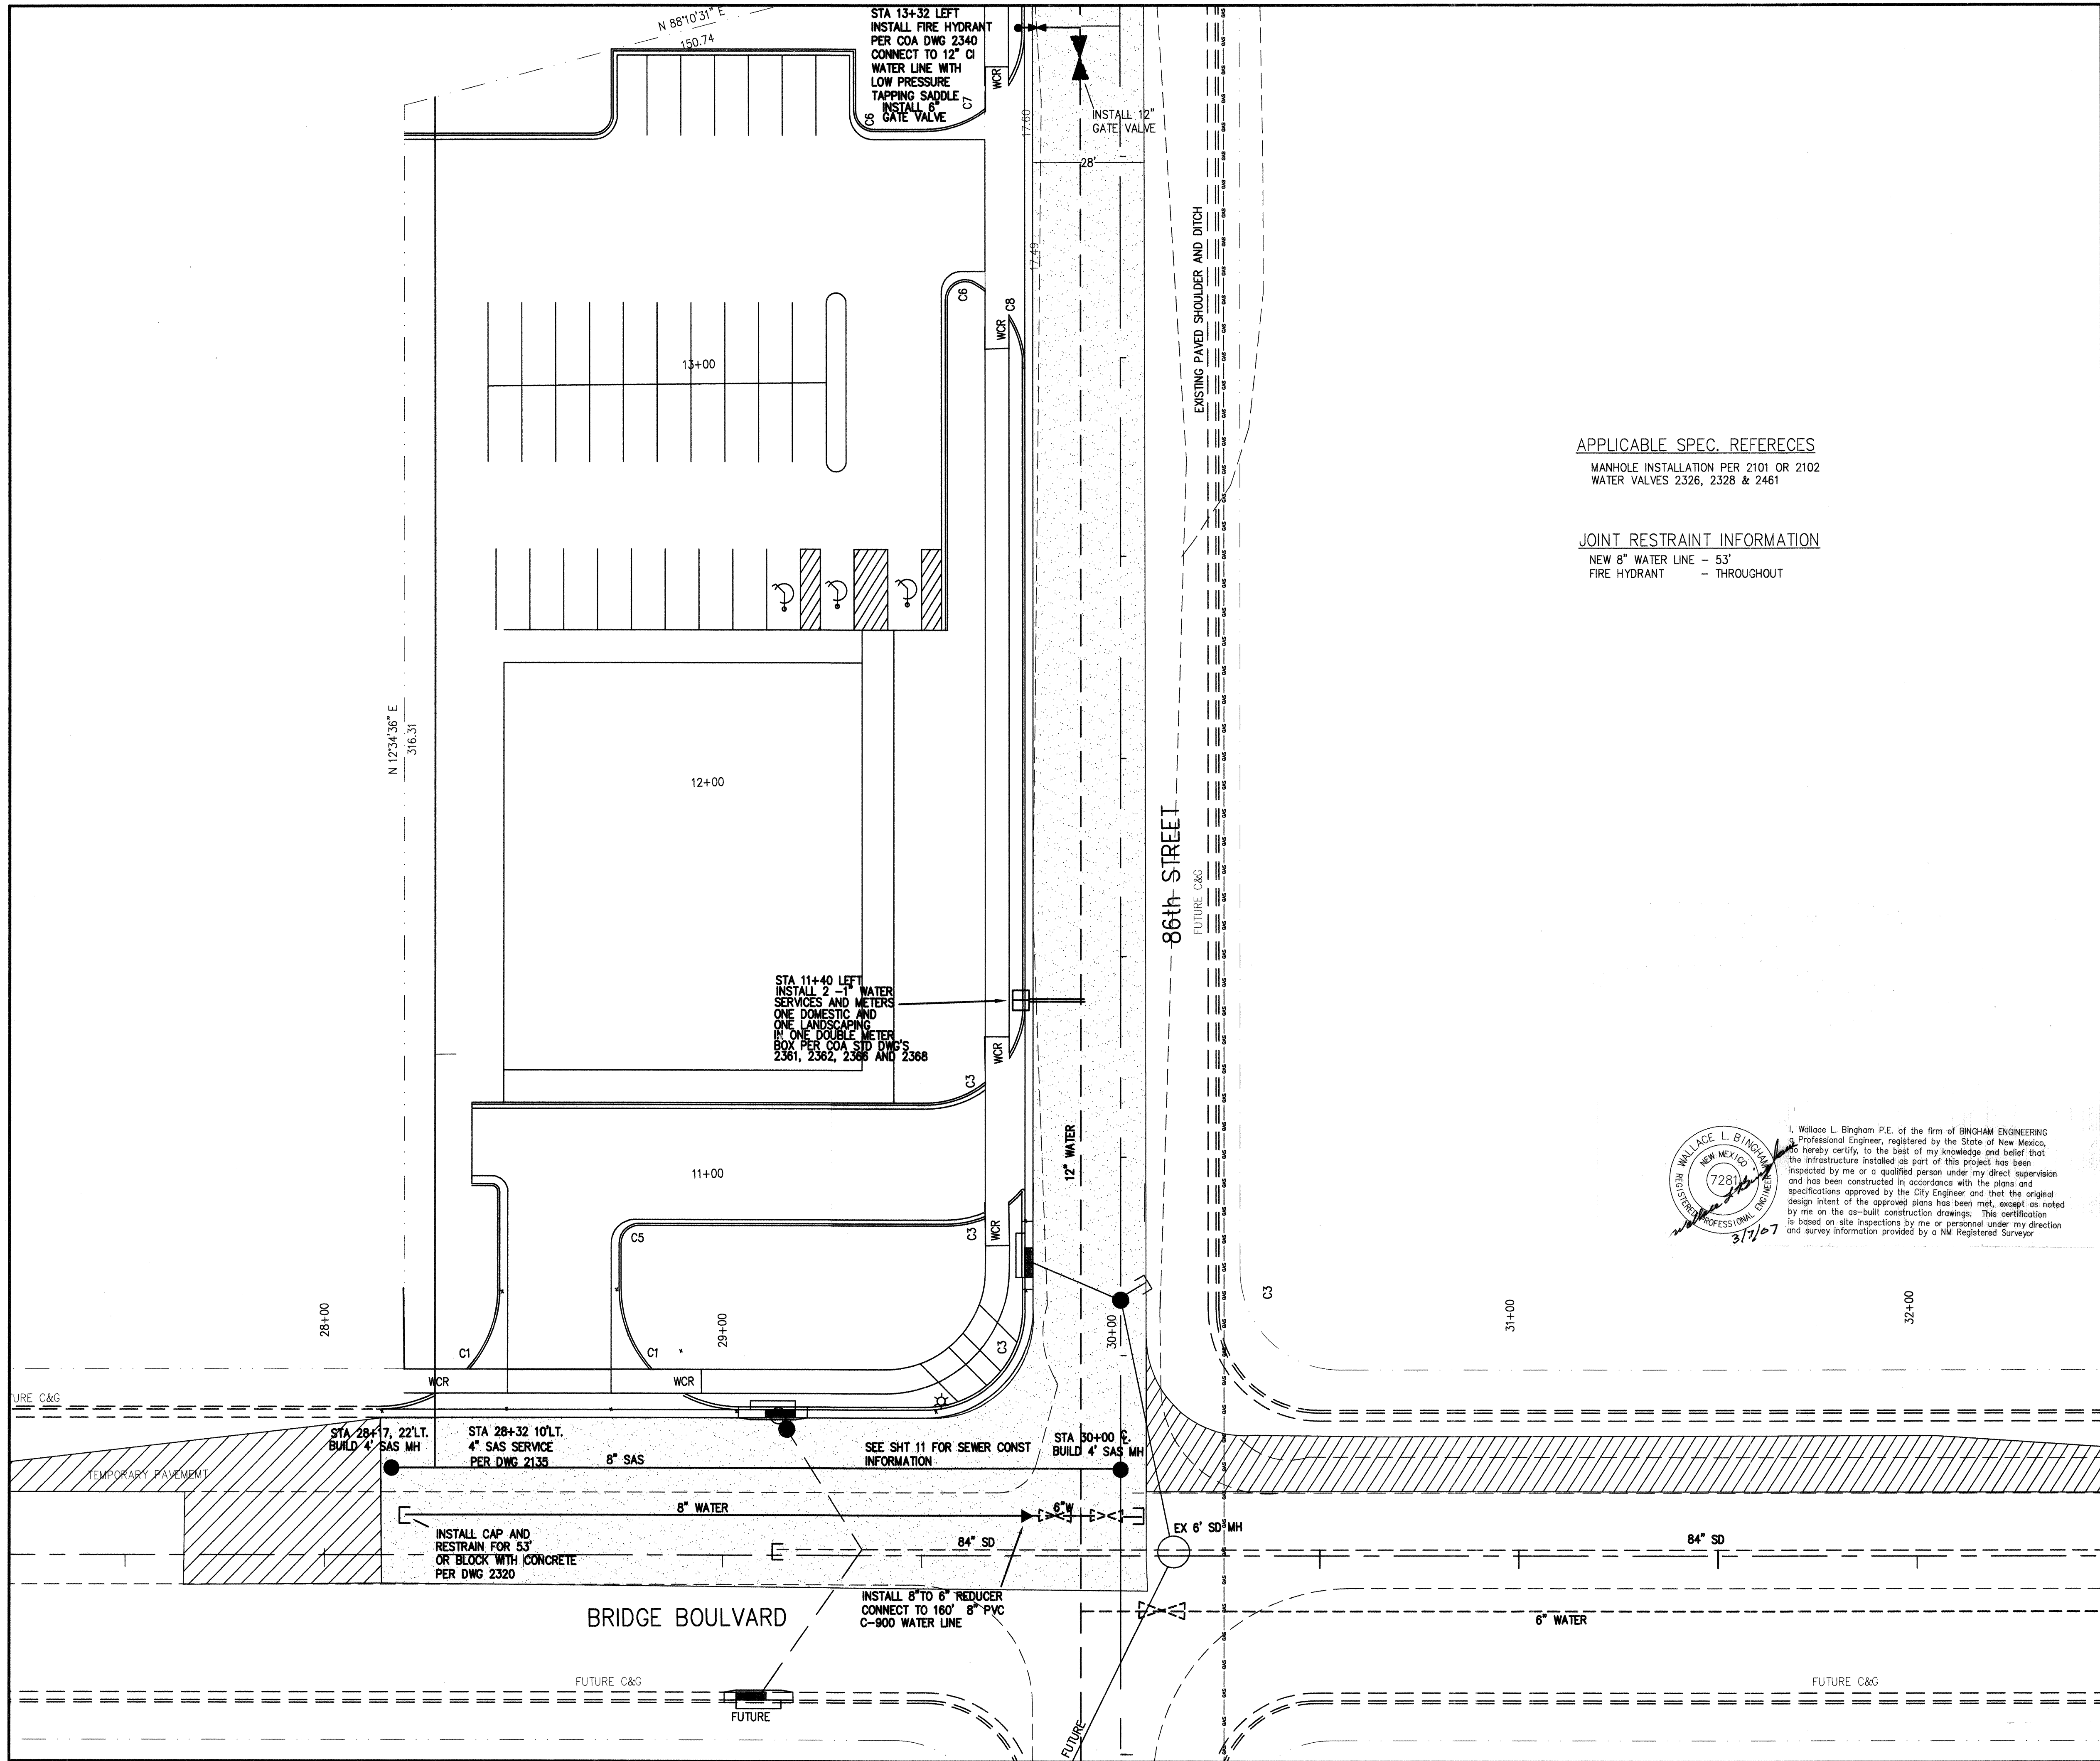 N 88°10'31" E
150.74
STA 13+32 LEFT
INSTALL FIRE HYDRANT
PER COA DWG 2340
CONNECT TO 12" CI
WATER LINE WITH
LOW PRESSURE
TAPPING SADDLE
INSTALL 6"
GATE VALVE
C6
C7
WCR
17.60
INSTALL 12"
GATE VALVE
28'
17.49
EXISTING PAVED SHOULDER AND DITCH
C6
C8
WCR
13+00
APPLICABLE SPEC. REFERECES
MANHOLE INSTALLATION PER 2101 OR 2102
WATER VALVES 2326, 2328 & 2461
JOINT RESTRAINT INFORMATION
NEW 8" WATER LINE – 53'
FIRE HYDRANT – THROUGHOUT
N 12°34'36" E
316.31
12+00
86th STREET
FUTURE C&G
STA 11+40 LEFT
INSTALL 2 –1" WATER
SERVICES AND METERS
ONE DOMESTIC AND
ONE LANDSCAPING
IN ONE DOUBLE METER
BOX PER COA STD DWG'S
2361, 2362, 2366 AND 2368
WCR
C3
12" WATER
11+00
WALLACE L. BINGHAM
NEW MEXICO
7281
REGISTERED PROFESSIONAL ENGINEER
3/7/07
I, Wallace L. Bingham P.E. of the firm of BINGHAM ENGINEERING
a Professional Engineer, registered by the State of New Mexico,
do hereby certify, to the best of my knowledge and belief that
the infrastructure installed as part of this project has been
inspected by me or a qualified person under my direct supervision
and has been constructed in accordance with the plans and
specifications approved by the City Engineer and that the original
design intent of the approved plans has been met, except as noted
by me on the as-built construction drawings. This certification
is based on site inspections by me or personnel under my direction
and survey information provided by a NM Registered Surveyor
C5
C3
WCR
C3
28+00
29+00
30+00
31+00
32+00
C1
C1
C3
WCR
WCR
URE C&G
STA 28+17, 22'LT.
BUILD 4' SAS MH
STA 28+32 10'LT.
4" SAS SERVICE
PER DWG 2135
8" SAS
SEE SHT 11 FOR SEWER CONST
INFORMATION
STA 30+00 ℄.
BUILD 4' SAS MH
TEMPORARY PAVEMEMT
8" WATER
6"W
INSTALL CAP AND
RESTRAIN FOR 53'
OR BLOCK WITH CONCRETE
PER DWG 2320
84" SD
EX 6' SD MH
84" SD
INSTALL 8"TO 6" REDUCER
CONNECT TO 160' 8" PVC
C-900 WATER LINE
BRIDGE BOULVARD
6" WATER
FUTURE C&G
FUTURE C&G
FUTURE
FUTURE